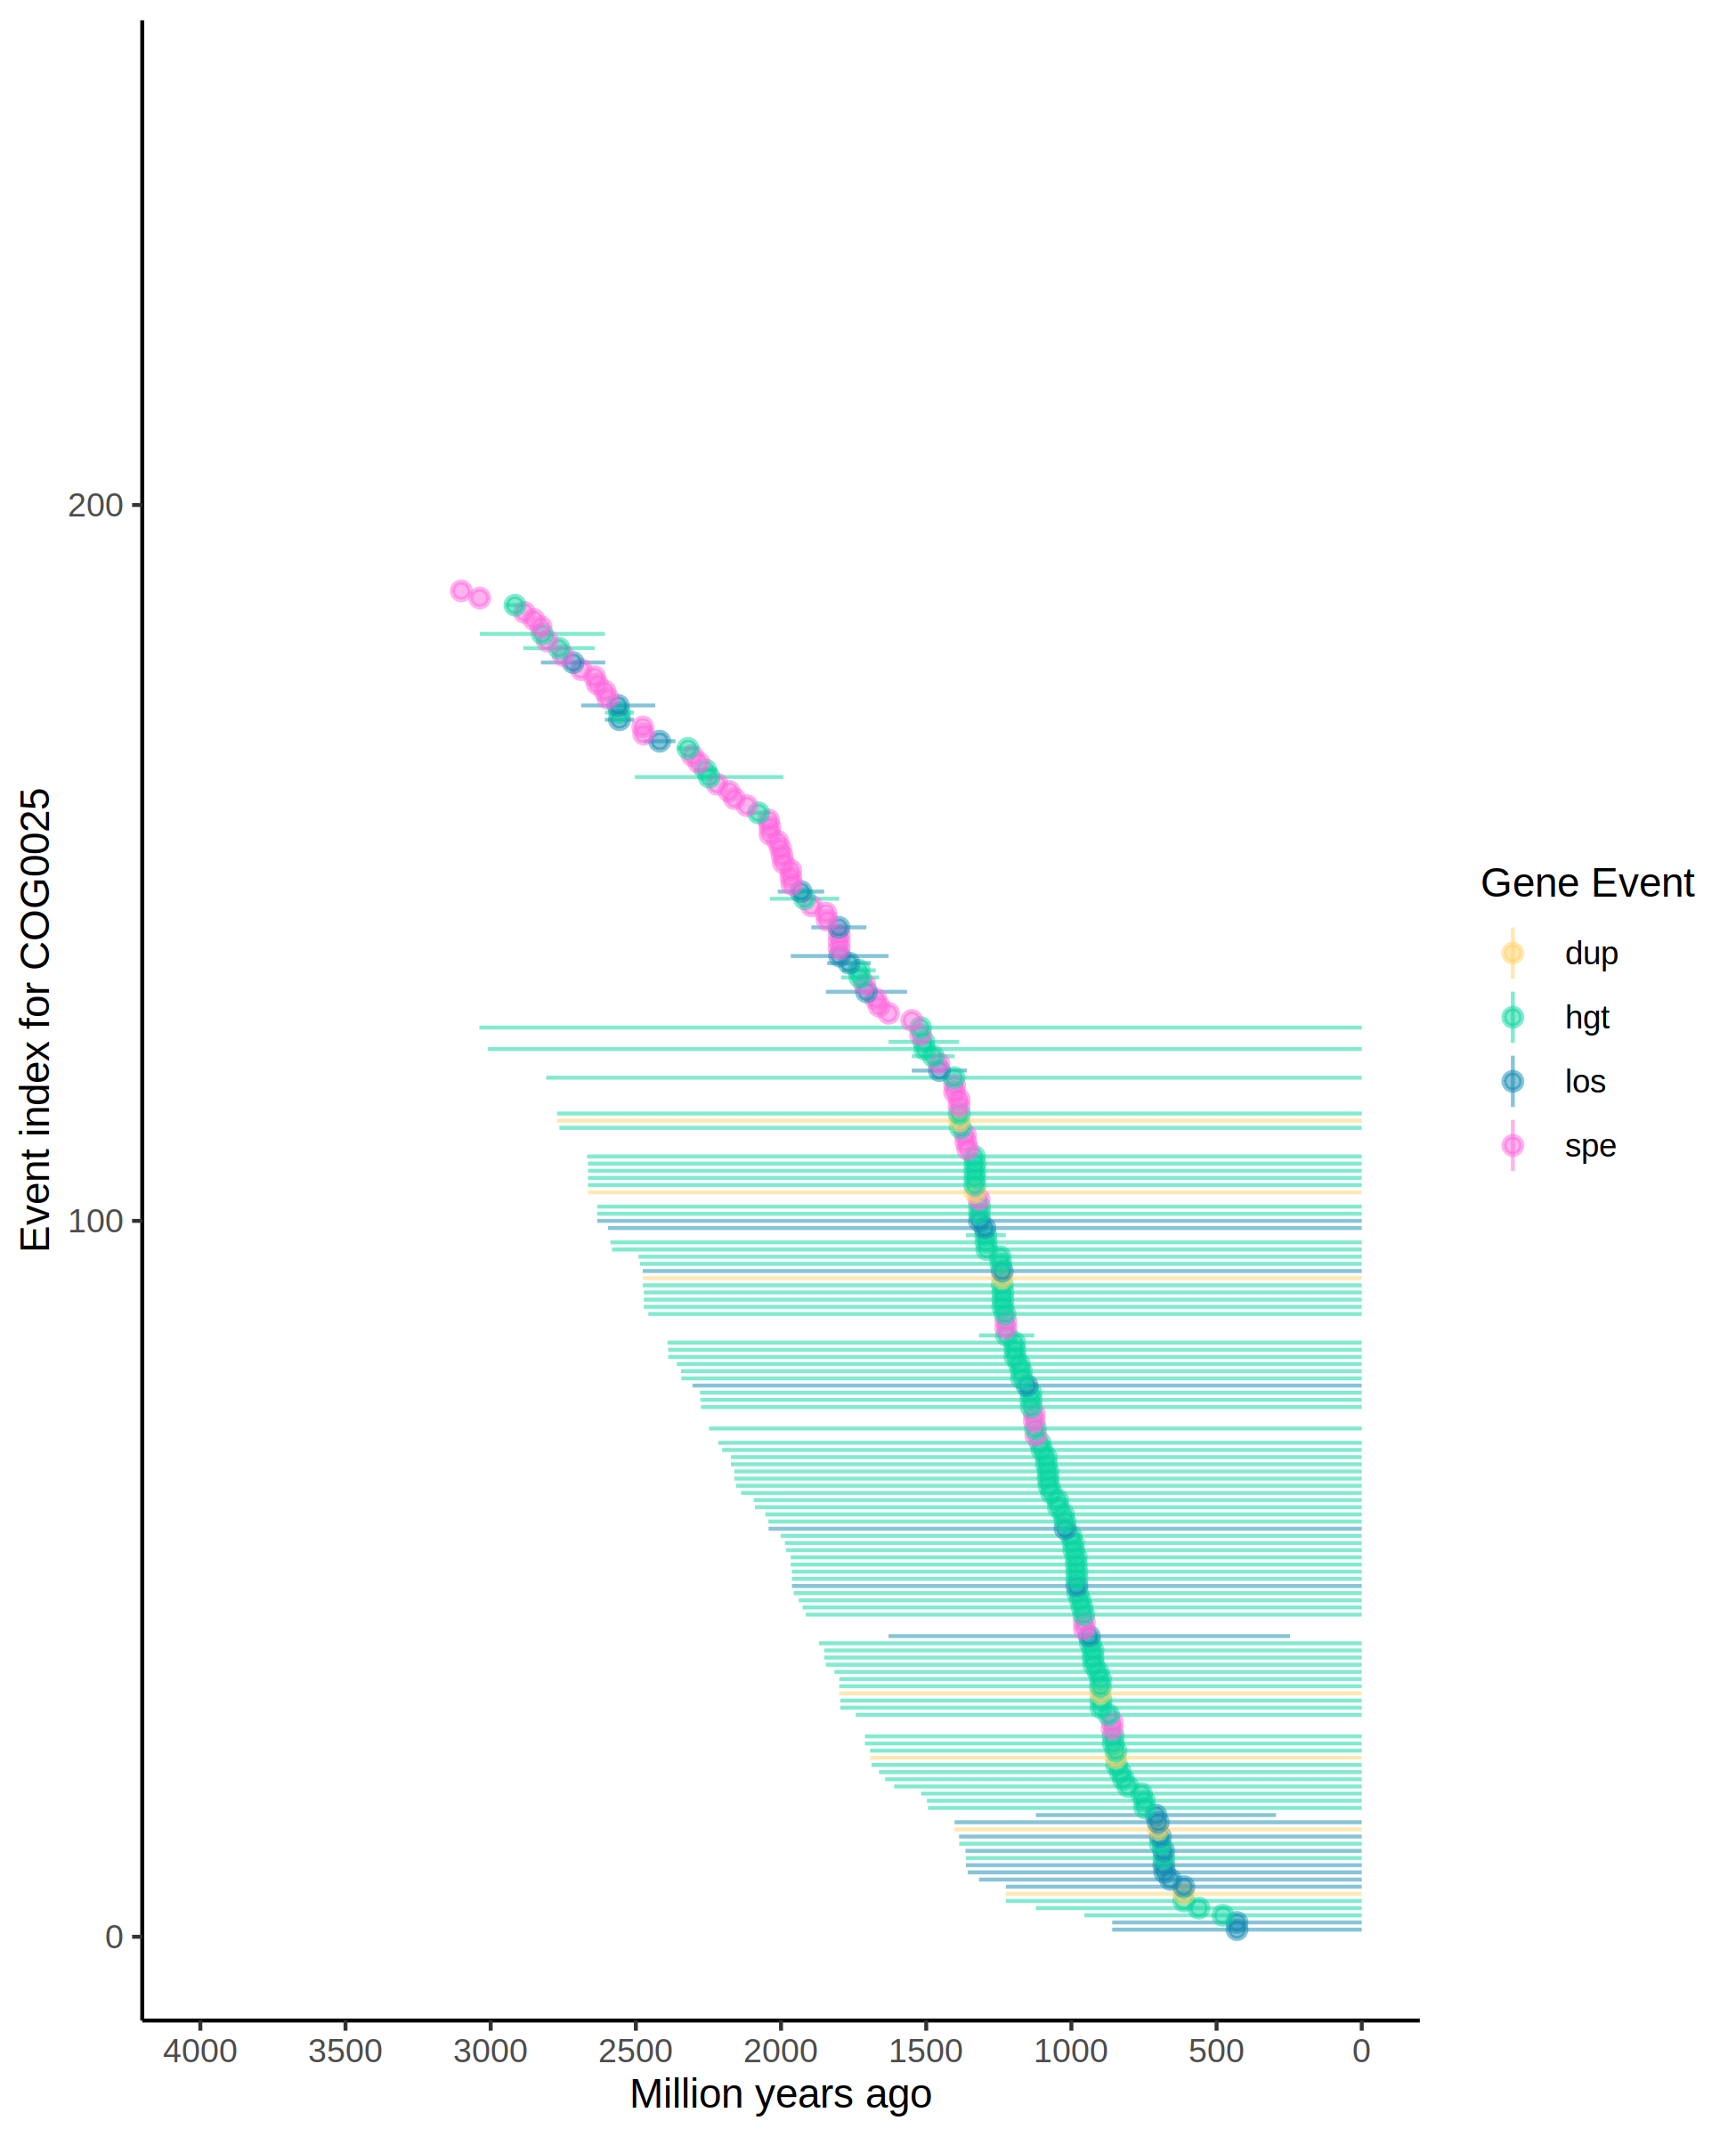 Event index for COG0025
200
100
0
4000 3500 3000 2500 2000 1500 1000 500 0
Million years ago
Gene Event
dup
hgt
los
spe